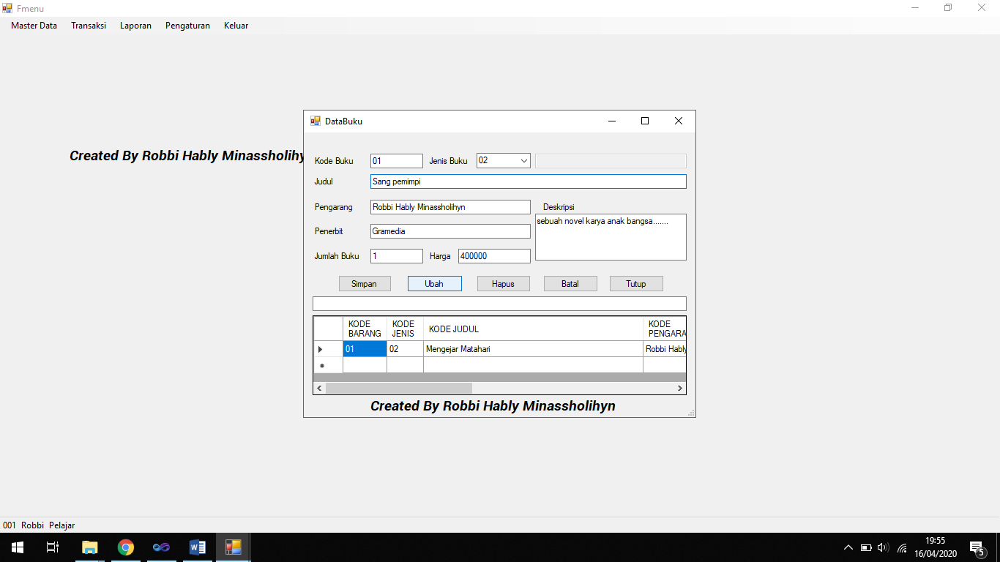 Fmenu
Master Data Transaksi Laporan Pengaturan Keluar
DataBuku
Created By Robbi Hably Minassholihy
Kode Buku 01 Jenis Buku 02
Judul Sang pemimpi
Pengarang Robbi Hably Minassholihyn Deskripsi
sebuah novel karya anak bangsa.......
Penerbit Gramedia
Jumlah Buku 1 Harga 400000
Simpan Ubah Hapus Batal Tutup
KODE BARANG KODE JENIS KODE JUDUL KODE PENGARA
01 02 Mengejar Matahari Robbi Hably
Created By Robbi Hably Minassholihyn
001 Robbi Pelajar
19:55
16/04/2020
5